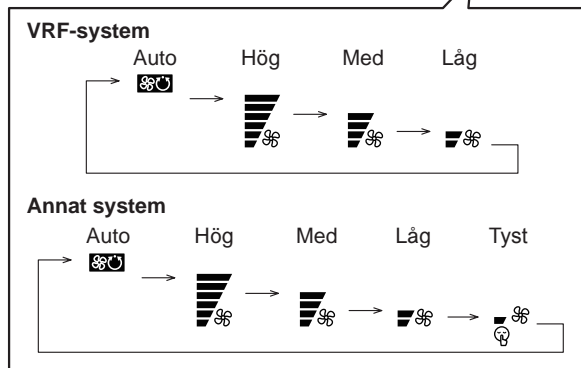 VRF-system
Auto Hög Med Låg
Annat system
Auto Hög Med Låg Tyst